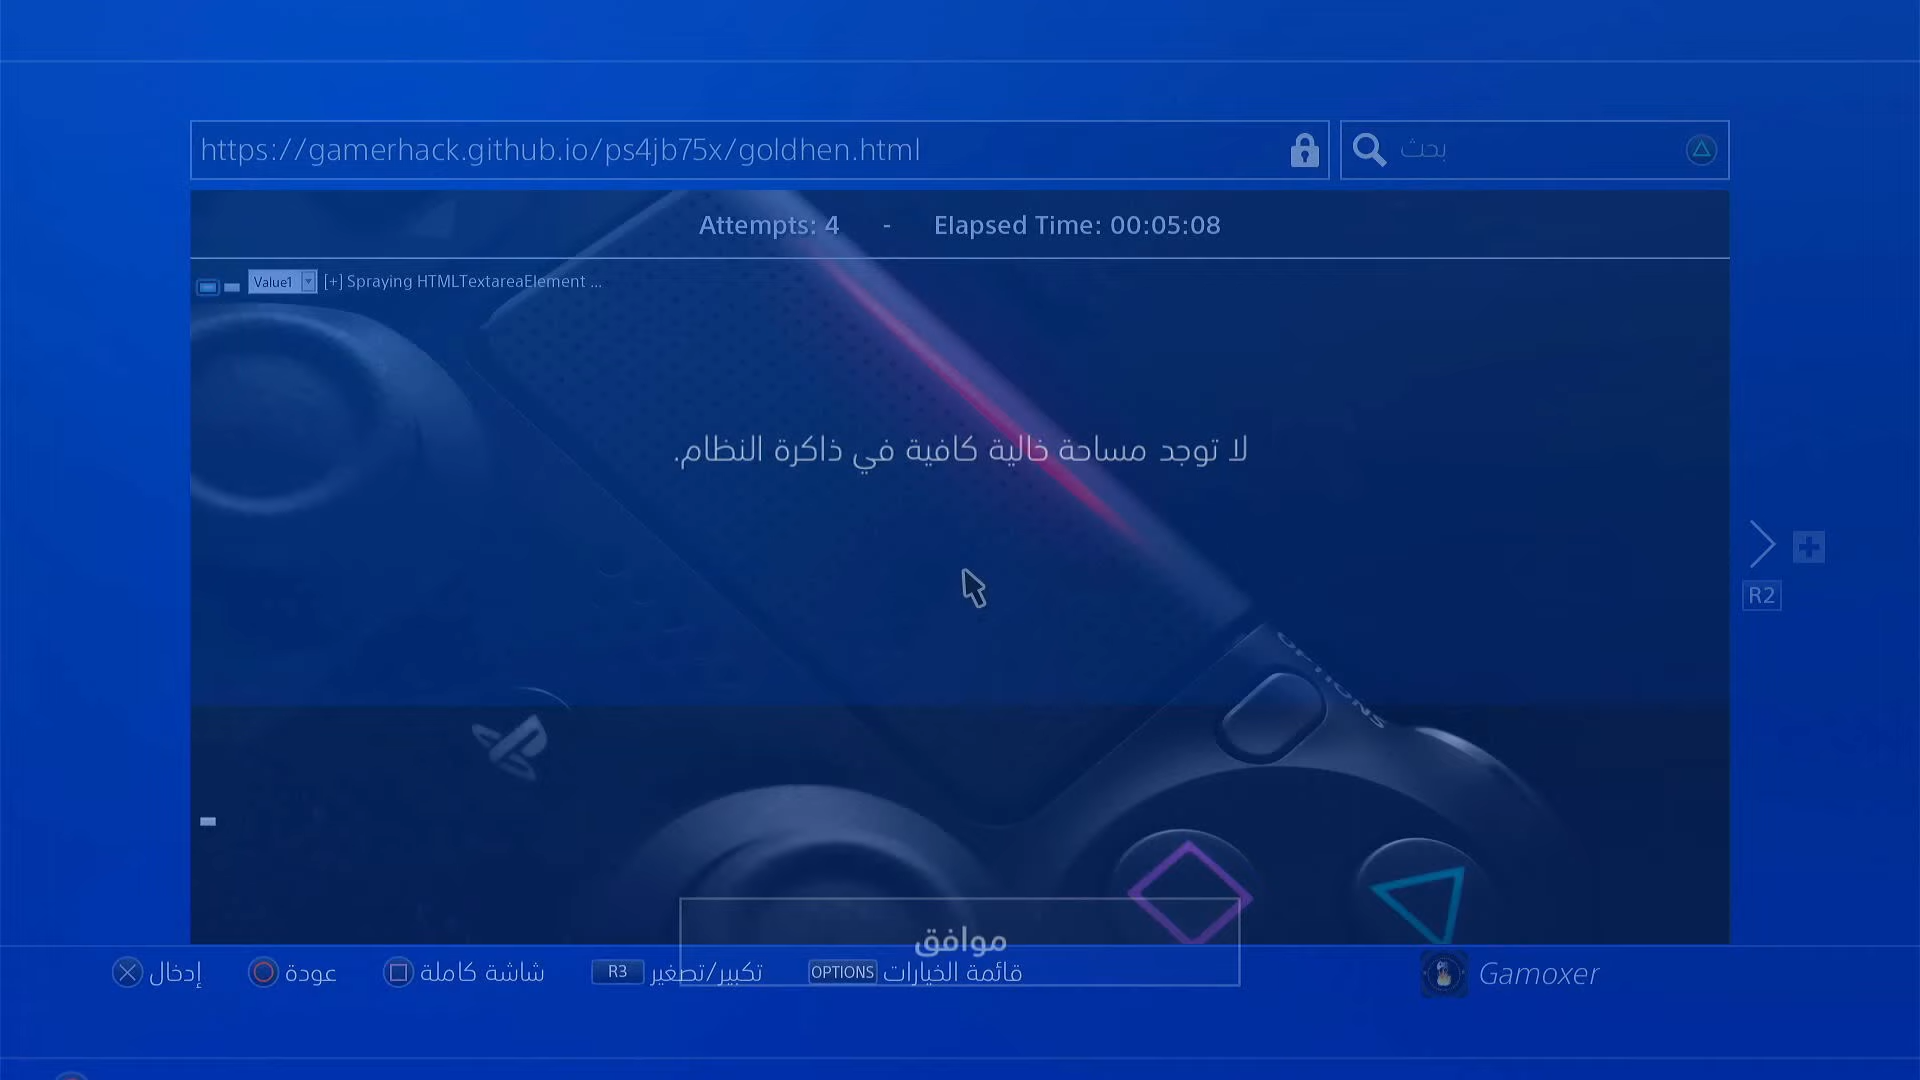 https://gamerhack.github.io/ps4jb75x/goldhen.html
بحث
Attempts: 4 - Elapsed Time: 00:05:08
Value1 [+] Spraying HTMLTextareaElement ...
لا توجد مساحة خالية كافية في ذاكرة النظام.
R2
OPTIONS
موافق
إدخال
عودة
شاشة كاملة
R3 تكبير/تصغير
OPTIONS قائمة الخيارات
Gamoxer